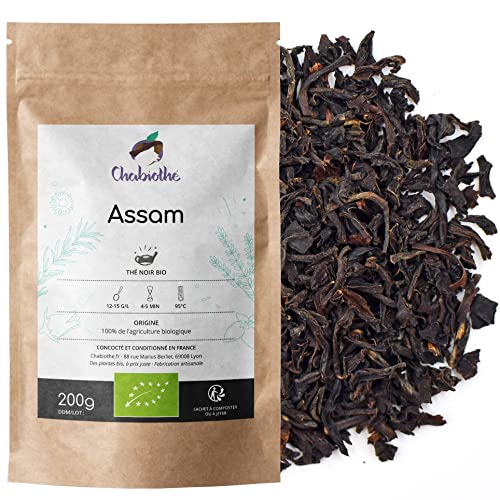 Chabiothé
Assam
THÉ NOIR BIO
12-15 G/L
4-5 MIN
95°C
ORIGINE
100% de l'agriculture biologique
CONCOCTÉ ET CONDITIONNÉ EN FRANCE
Chabiothe.fr - 88 rue Marius Berliet, 69008 Lyon
Des plantes bio, à prix juste - Fabrication artisanale
200g
DDM/LOT :
SACHET À COMPOSTER
OU À JETER